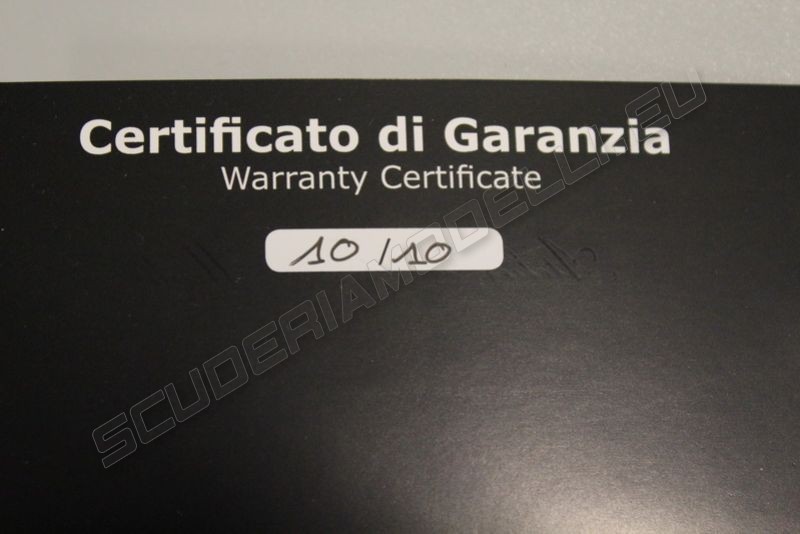 Certificato di Garanzia
Warranty Certificate
10/10
SCUDERIAMODELLI.EU